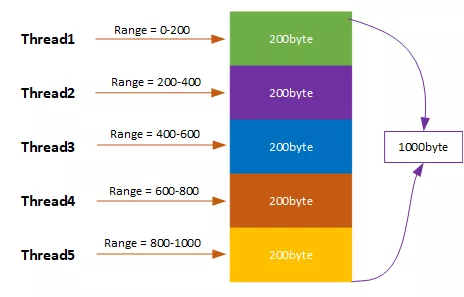 Thread1 Range = 0-200 200byte
Thread2 Range = 200-400 200byte
Thread3 Range = 400-600 200byte
1000byte
Thread4 Range = 600-800 200byte
Thread5 Range = 800-1000 200byte